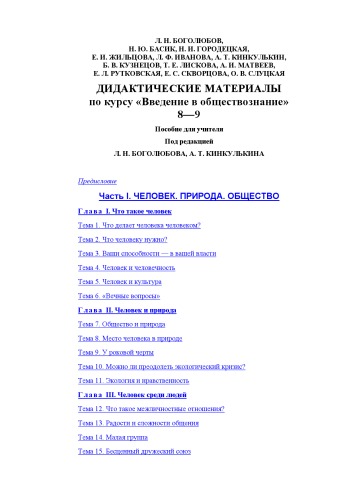 Л. Н. БОГОЛЮБОВ,
Н. Ю. БАСИК, Н. И. ГОРОДЕЦКАЯ,
Е. И. ЖИЛЬЦОВА, Л. Ф. ИВАНОВА, А. Т. КИНКУЛЬКИН,
Б. В. КУЗНЕЦОВ, Т. Е. ЛИСКОВА, А. И. МАТВЕЕВ,
Е. Л. РУТКОВСКАЯ, Е. С. СКВОРЦОВА, О. В. СЛУЦКАЯ
ДИДАКТИЧЕСКИЕ МАТЕРИАЛЫ
по курсу «Введение в обществознание»
8—9
Пособие для учителя
Под редакцией
Л. Н. БОГОЛЮБОВА, А. Т. КИНКУЛЬКИНА
Предисловие
Часть I. ЧЕЛОВЕК. ПРИРОДА. ОБЩЕСТВО
Глава I. Что такое человек
Тема 1. Что делает человека человеком?
Тема 2. Что человеку нужно?
Тема 3. Ваши способности — в вашей власти
Тема 4. Человек и человечность
Тема 5. Человек и культура
Тема 6. «Вечные вопросы»
Глава II. Человек и природа
Тема 7. Общество и природа
Тема 8. Место человека в природе
Тема 9. У роковой черты
Тема 10. Можно ли преодолеть экологический кризис?
Тема 11. Экология и нравственность
Глава III. Человек среди людей
Тема 12. Что такое межличностные отношения?
Тема 13. Радости и сложности общения
Тема 14. Малая группа
Тема 15. Бесценный дружеский союз